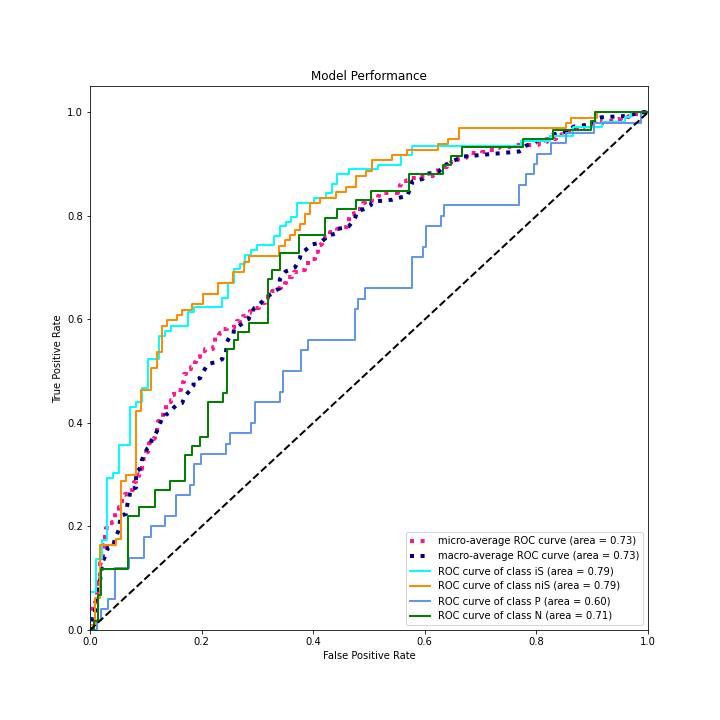 Model Performance
True Positive Rate
1.0
0.8
0.6
0.4
0.2
0.0
micro-average ROC curve (area = 0.73)
macro-average ROC curve (area = 0.73)
ROC curve of class iS (area = 0.79)
ROC curve of class niS (area = 0.79)
ROC curve of class P (area = 0.60)
ROC curve of class N (area = 0.71)
0.0 0.2 0.4 0.6 0.8 1.0
False Positive Rate